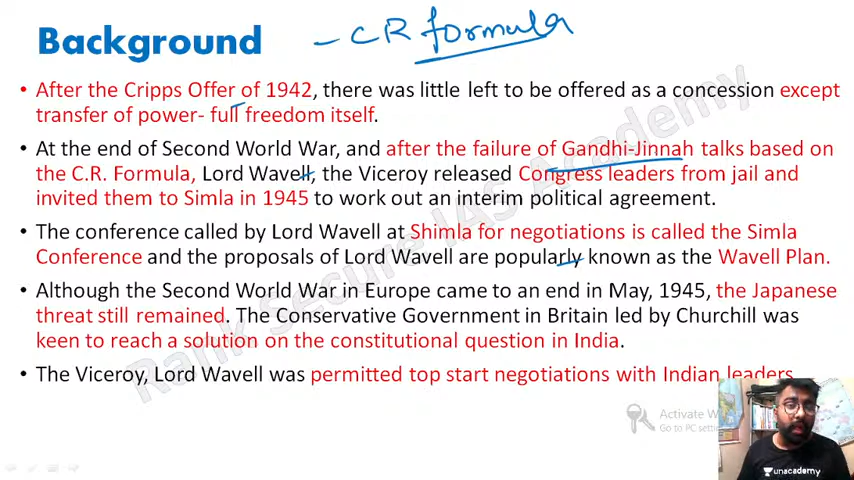 Background - CR formula
• After the Cripps Offer of 1942, there was little left to be offered as a concession except
transfer of power- full freedom itself.
• At the end of Second World War, and after the failure of Gandhi-Jinnah talks based on
the C.R. Formula, Lord Wavell, the Viceroy released Congress leaders from jail and
invited them to Simla in 1945 to work out an interim political agreement.
• The conference called by Lord Wavell at Shimla for negotiations is called the Simla
Conference and the proposals of Lord Wavell are popularly known as the Wavell Plan.
• Although the Second World War in Europe came to an end in May, 1945, the Japanese
threat still remained. The Conservative Government in Britain led by Churchill was
keen to reach a solution on the constitutional question in India.
• The Viceroy, Lord Wavell was permitted top start negotiations with Indian leaders
Rank Secure IAS Academy
Activate W
Go to PC setti
unacademy